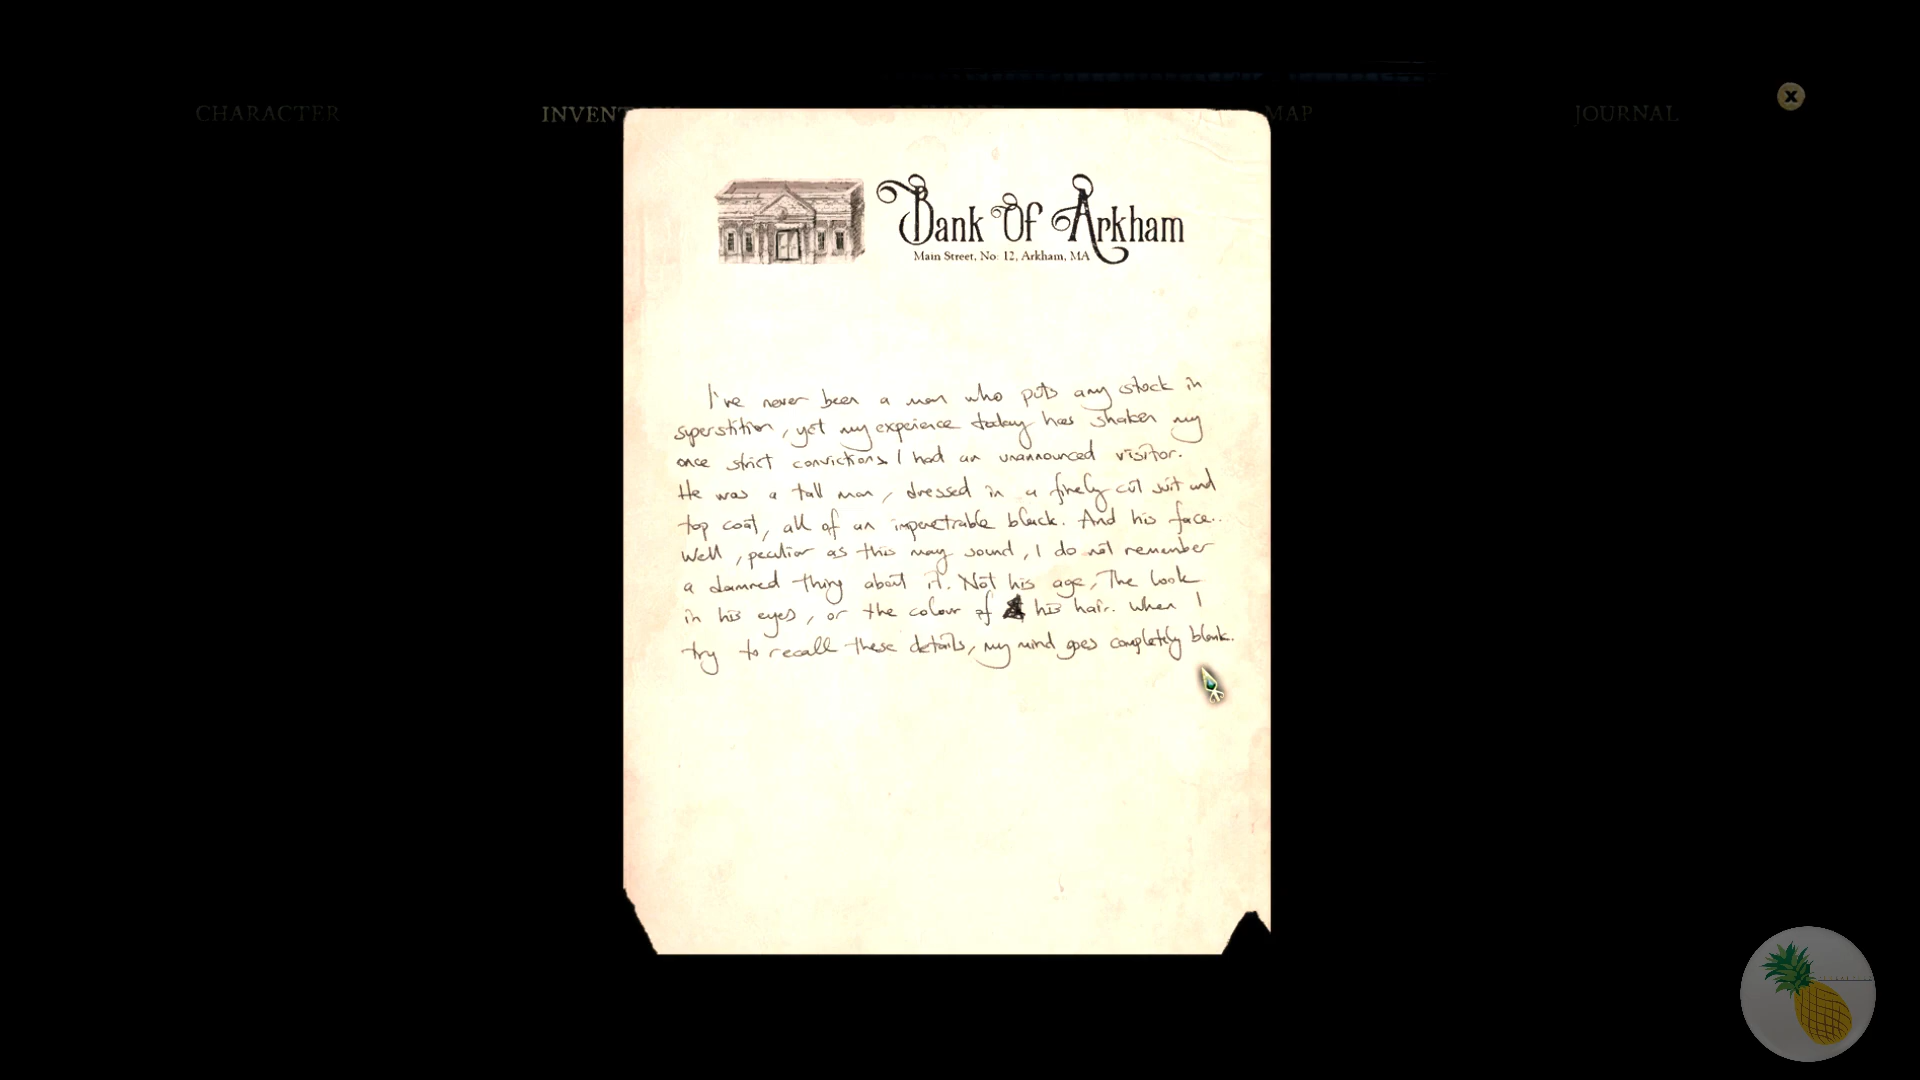 CHARACTER INVENT MAP JOURNAL X
Bank Of Arkham
Main Street, No: 12, Arkham, MA
I've never been a man who puts any stock in
superstition, yet my experience today has shaken my
once strict convictions. I had an unannounced visitor.
He was a tall man, dressed in a finely cut suit and
top coat, all of an impenetrable black. And his face...
Well, peculiar as this may sound, I do not remember
a damned thing about it. Not his age, The look
in his eyes, or the colour of his hair. When I
try to recall these details, my mind goes completely blank.